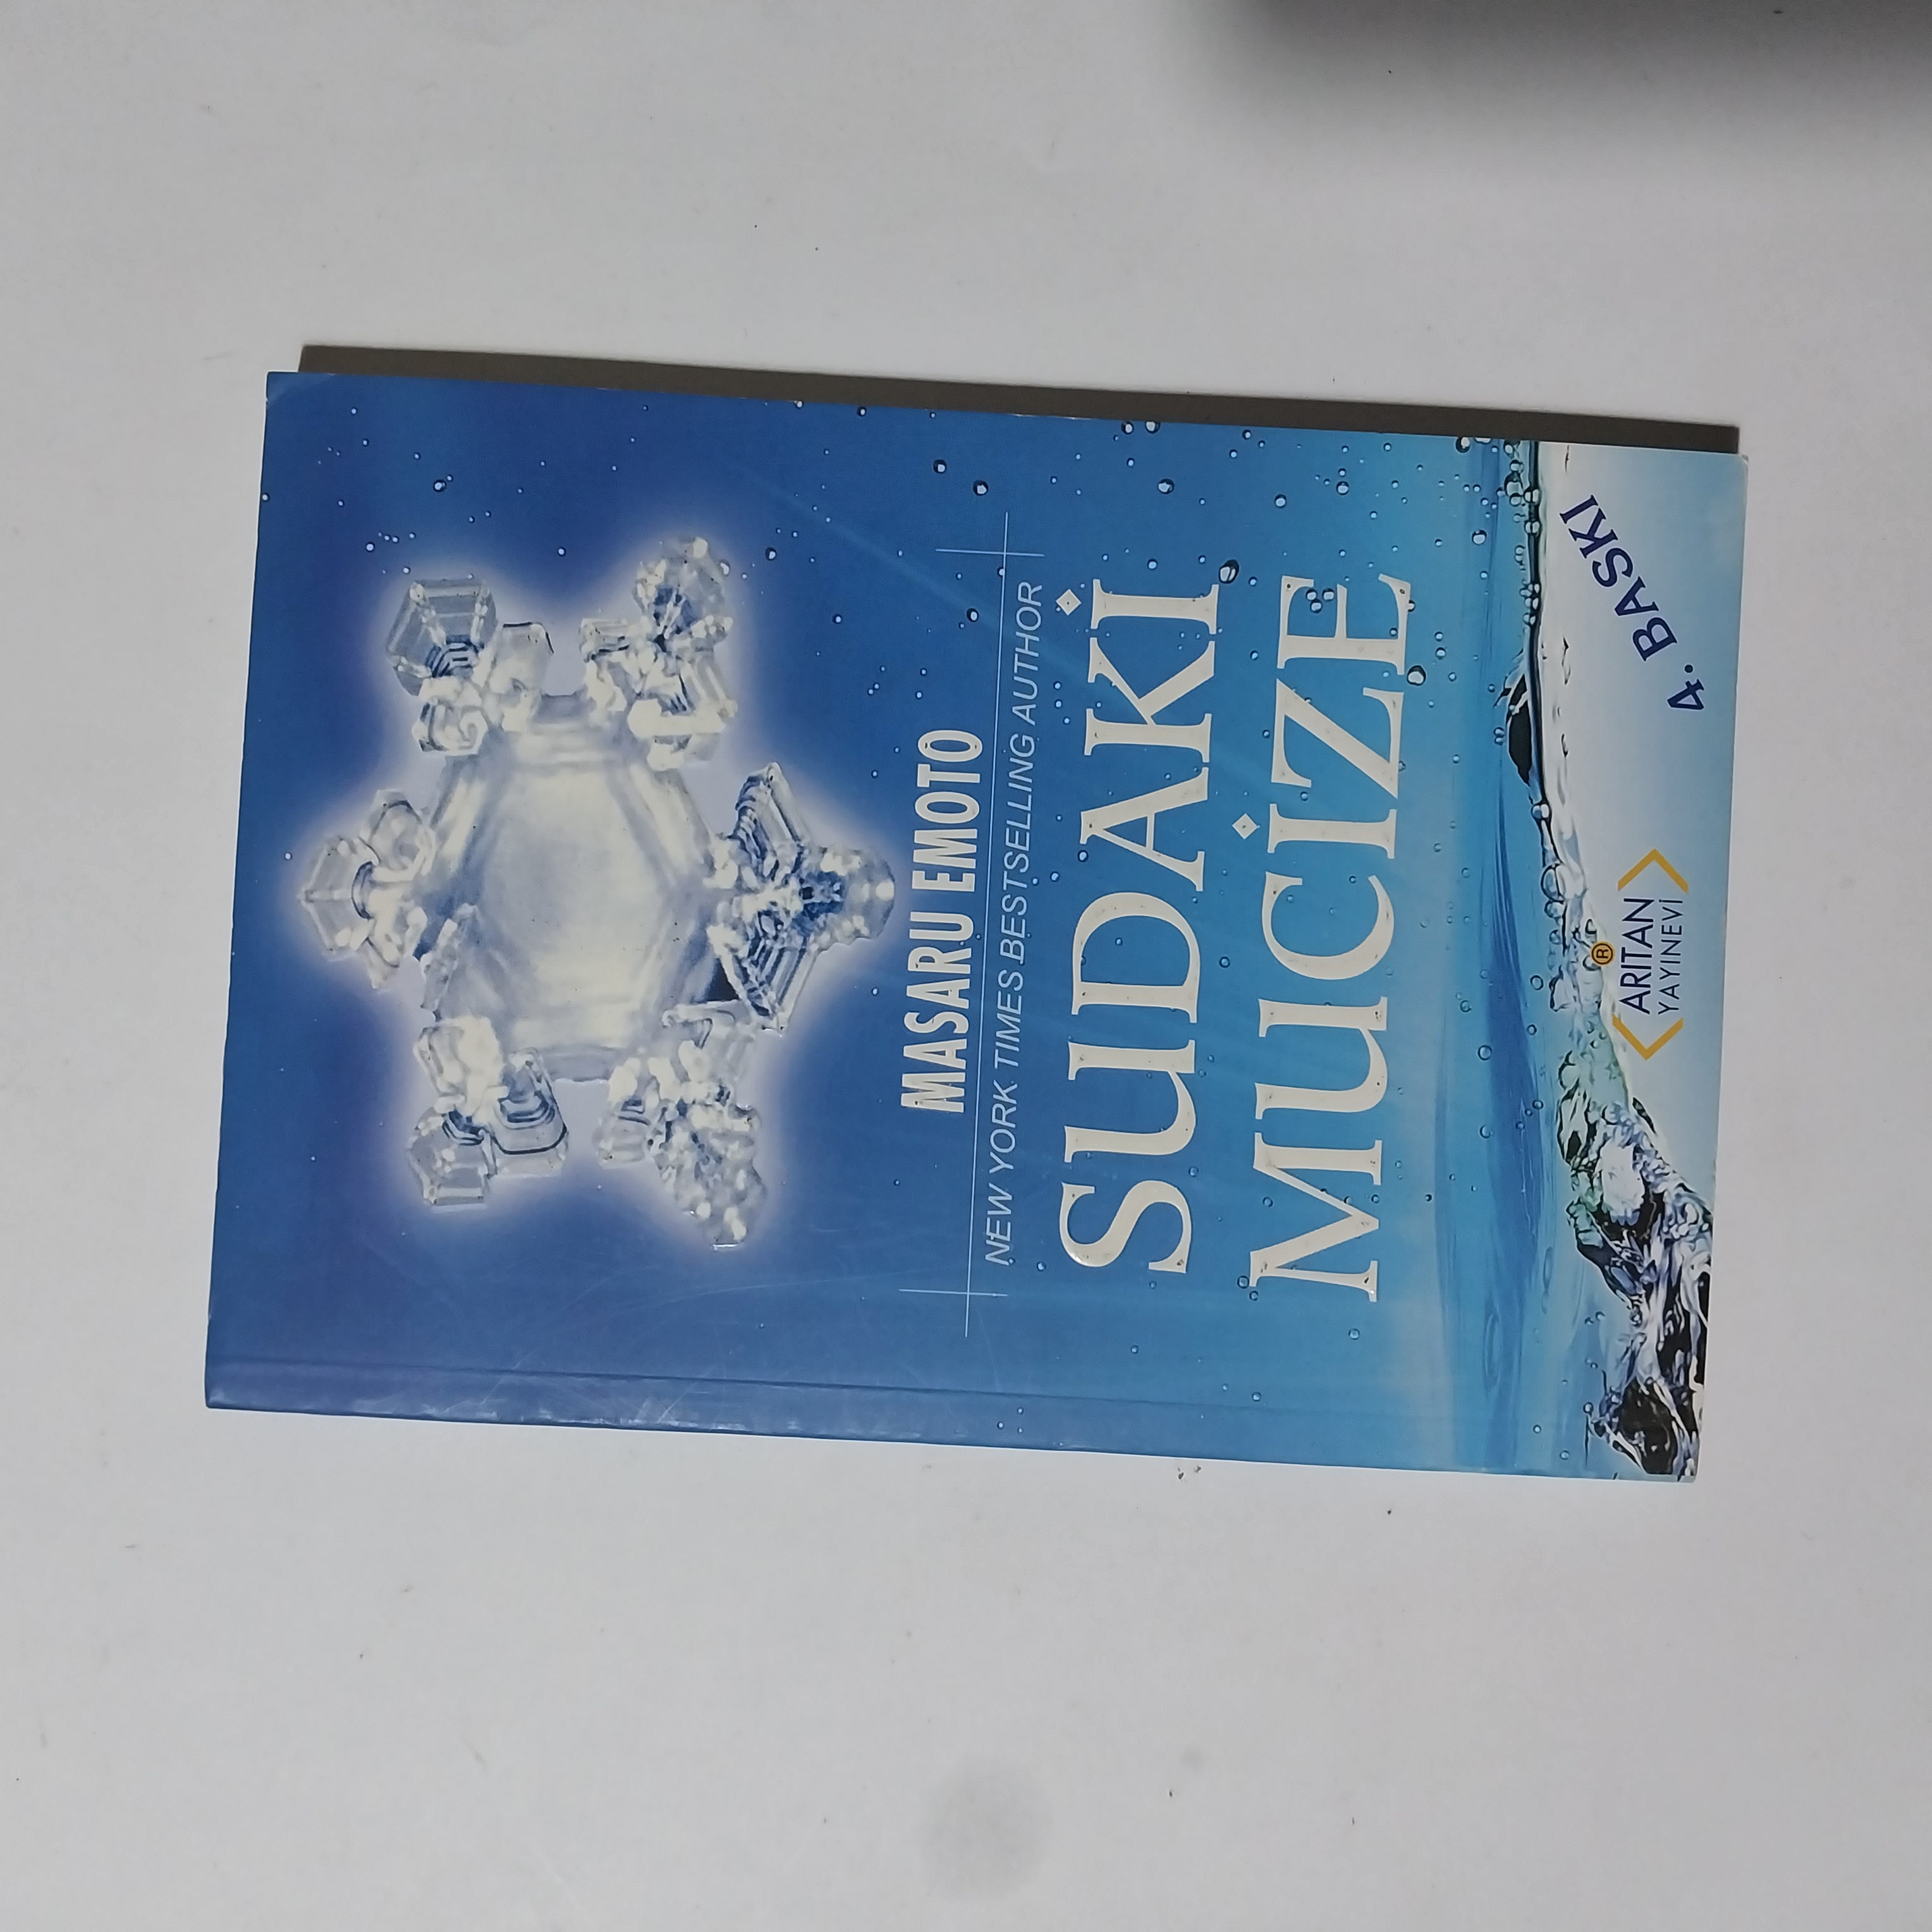 MASARU EMOTO
NEW YORK TIMES BESTSELLING AUTHOR
SUDAKİ
MUCİZE
4. BASKI
ARITAN®
YAYINEVİ